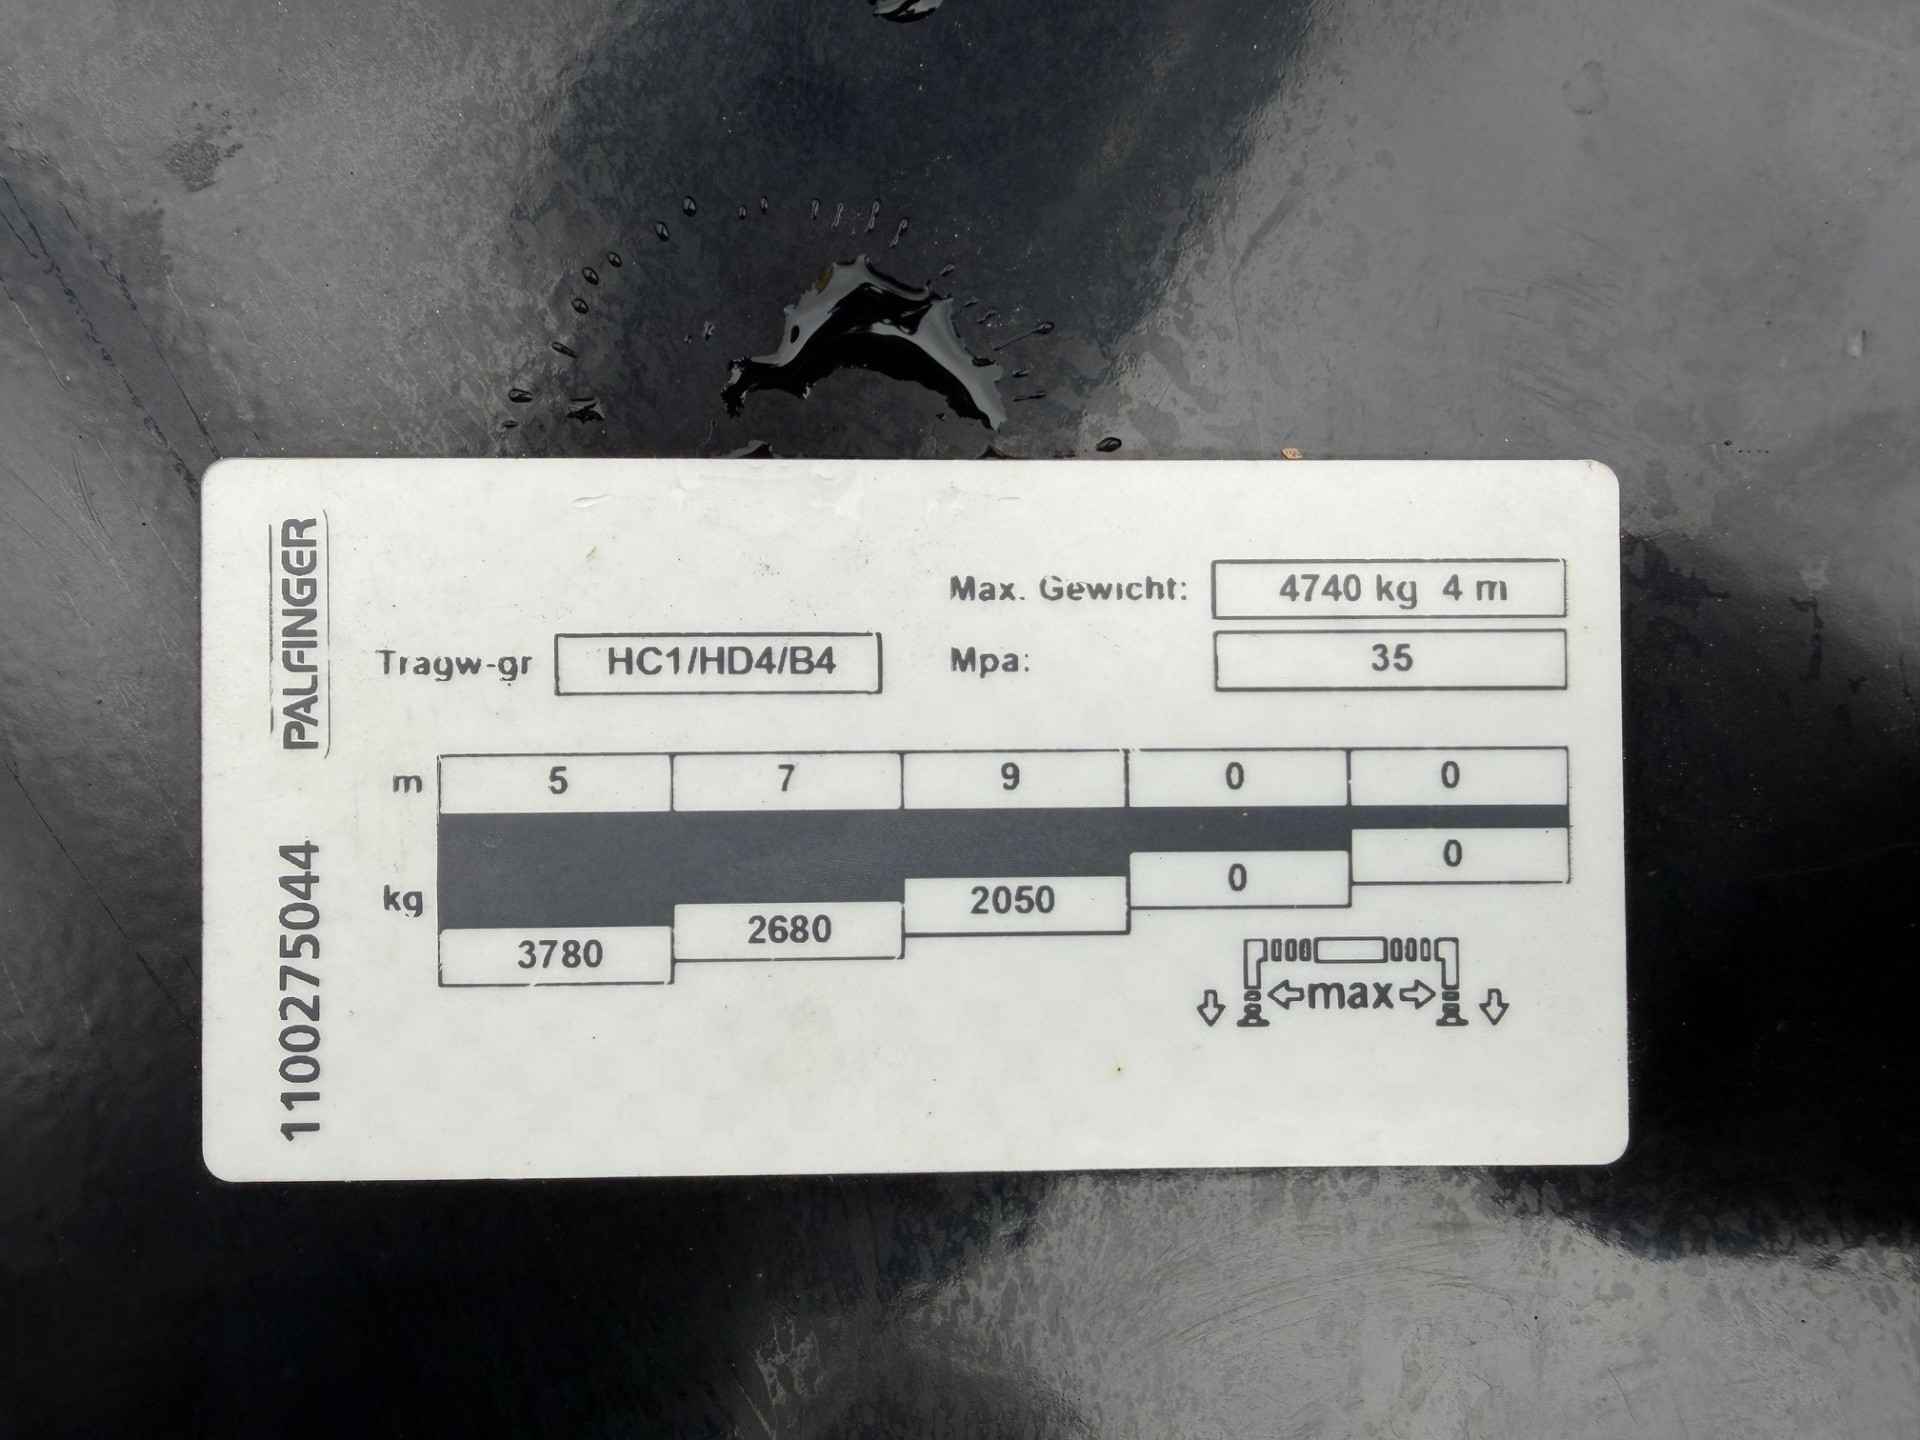 PALFINGER
1100275044
Max. Gewicht: 4740 kg 4 m
Tragw-gr HC1/HD4/B4 Mpa: 35
m 5 7 9 0 0
kg 3780 2680 2050 0 0
max